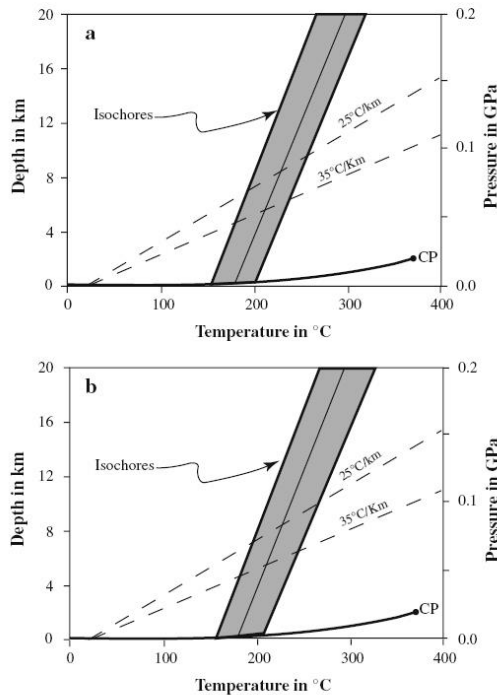 a
20
16
12
8
4
0
Depth in km
Isochores
25°C/km
35°C/Km
CP
0.2
0.1
0.0
Pressure in GPa
0
100
200
300
400
Temperature in °C
b
20
16
12
8
4
0
Depth in km
Isochores
25°C/km
35°C/Km
CP
0.2
0.1
0.0
Pressure in GPa
0
100
200
300
400
Temperature in °C